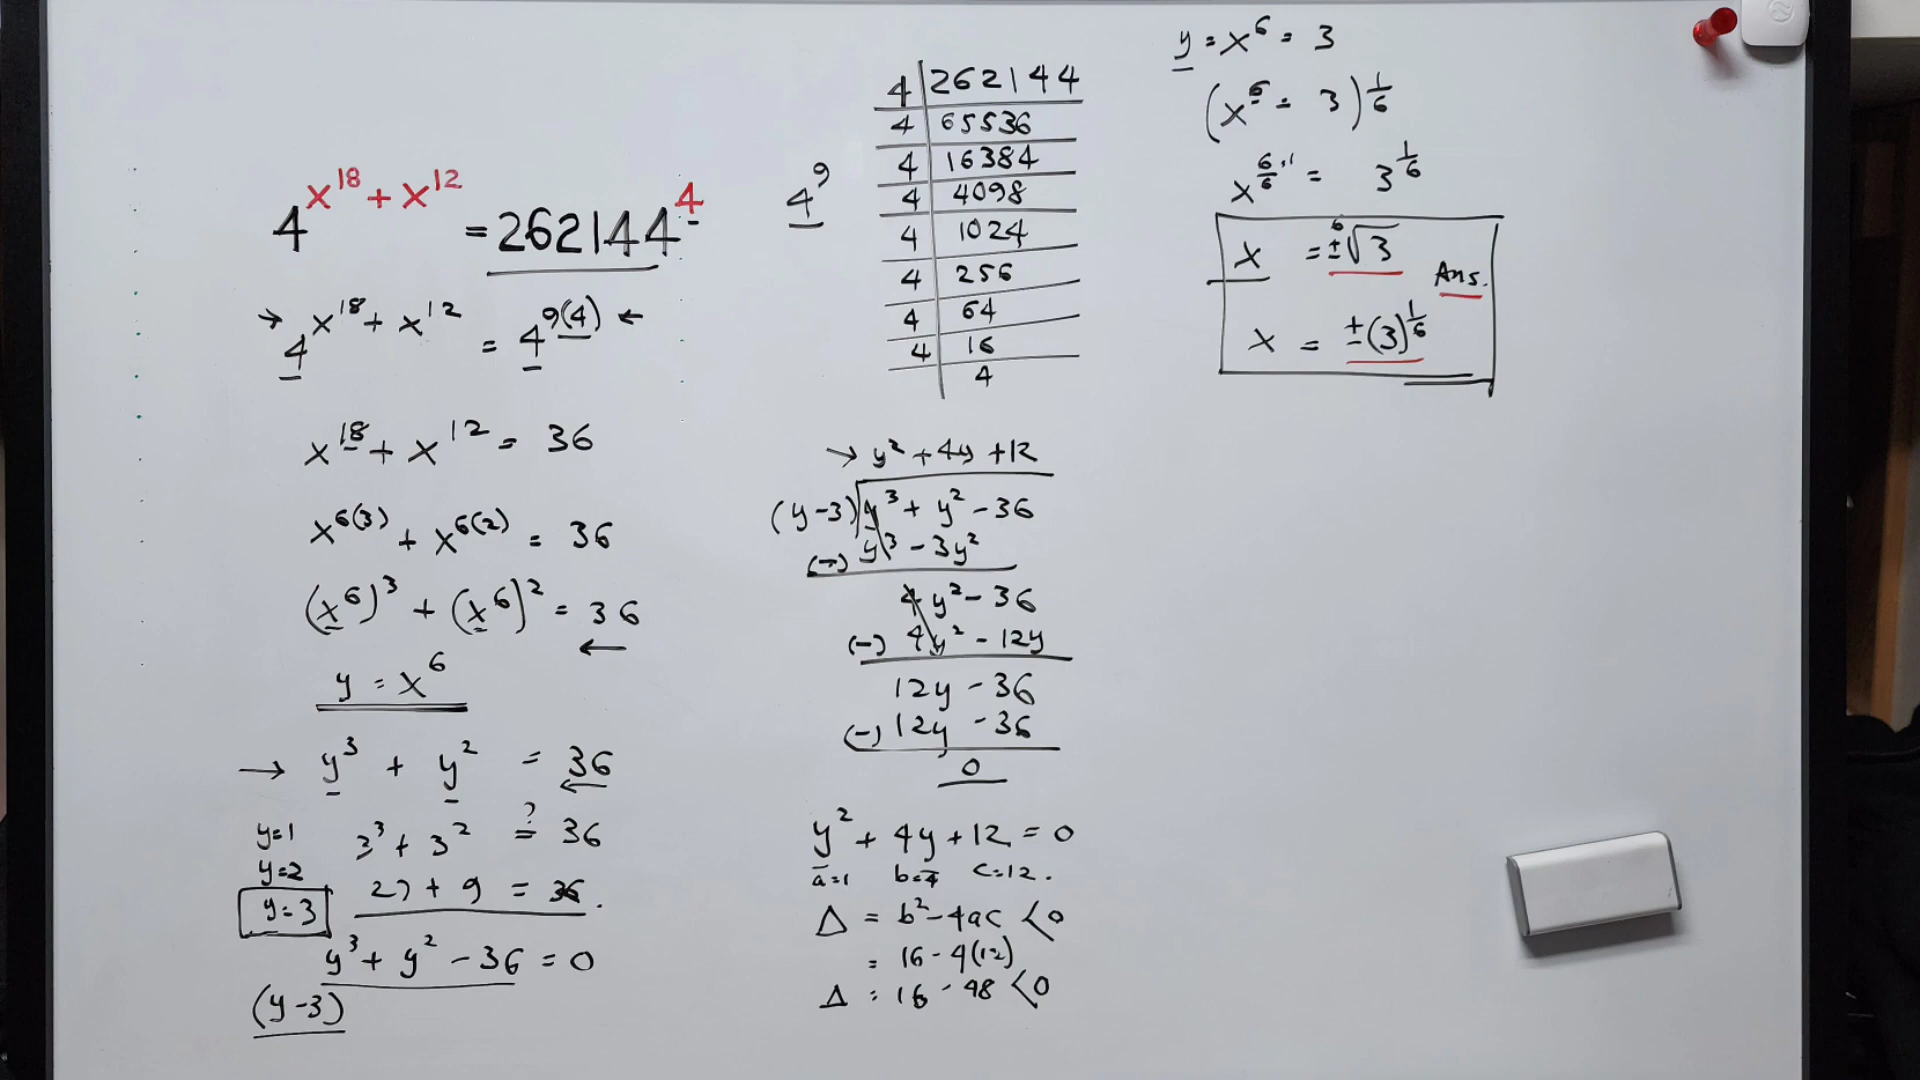 4^(x^18 + x^12) = 262144^4
→ 4^(x^18 + x^12) = 4^(9(4)) ←
x^18 + x^12 = 36
x^(6(3)) + x^(6(2)) = 36
(x^6)^3 + (x^6)^2 = 36
←
y = x^6
→ y^3 + y^2 = 36
←
y=1 3^3 + 3^2 ?= 36
y=2 27 + 9 = 36.
y=3
y^3 + y^2 - 36 = 0
(y-3)
4^9
4 | 262144
4 | 65536
4 | 16384
4 | 4098
4 | 1024
4 | 256
4 | 64
4 | 16
4
→ y^2 + 4y + 12
(y-3) y^3 + y^2 - 36
(-) y^3 - 3y^2
4y^2 - 36
(-) 4y^2 - 12y
12y - 36
(-) 12y - 36
0
y^2 + 4y + 12 = 0
a=1 b=4 c=12.
Δ = b^2 - 4ac < 0
= 16 - 4(12)
Δ = 16 - 48 < 0
y = x^6 = 3
(x^6 = 3)^(1/6)
x^(6/6) = 3^(1/6)
x = ± 6√3 Ans.
x = ±(3)^(1/6)